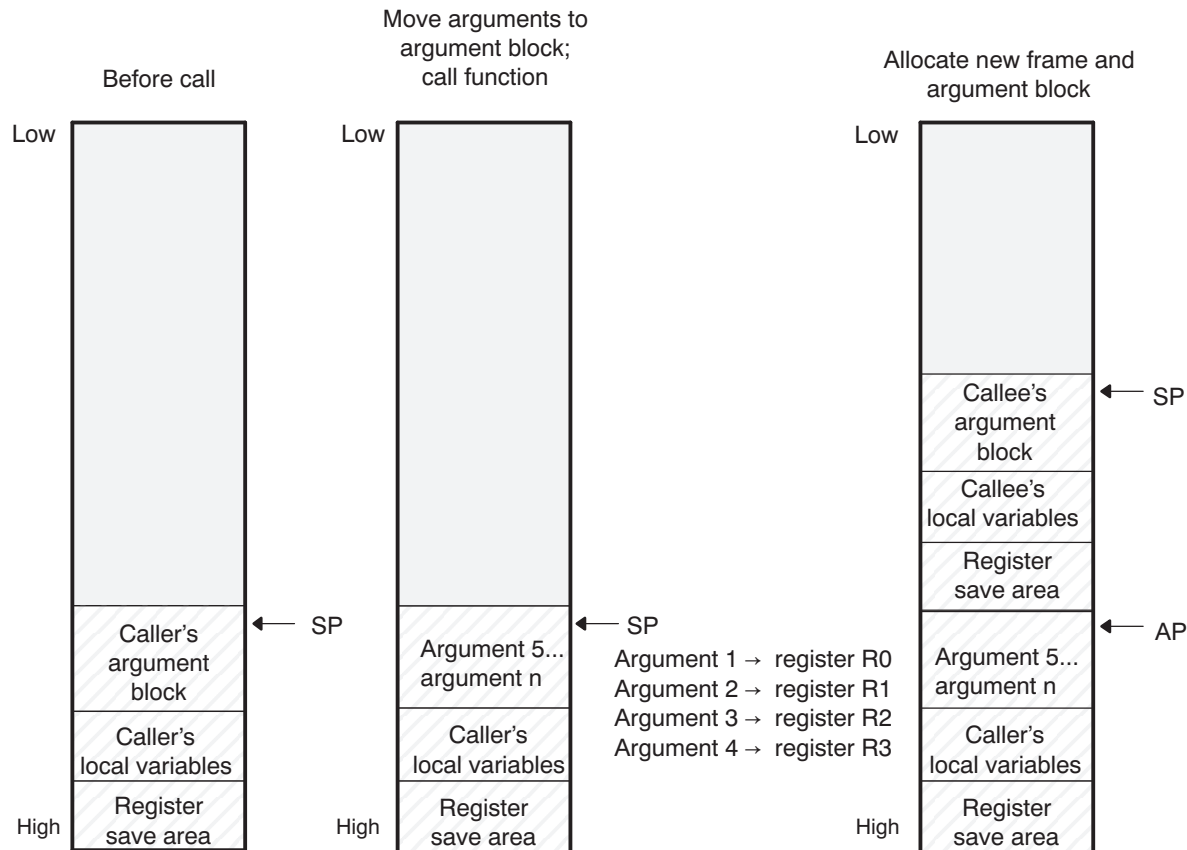 Before call
Low
Caller's
argument
block
SP
Caller's
local variables
Register
save area
High
Move arguments to
argument block;
call function
Low
SP
Argument 5...
argument n
Argument 1 → register R0
Argument 2 → register R1
Argument 3 → register R2
Argument 4 → register R3
Caller's
local variables
Register
save area
High
Allocate new frame and
argument block
Low
Callee's
argument
block
SP
Callee's
local variables
Register
save area
AP
Argument 5...
argument n
Caller's
local variables
Register
save area
High